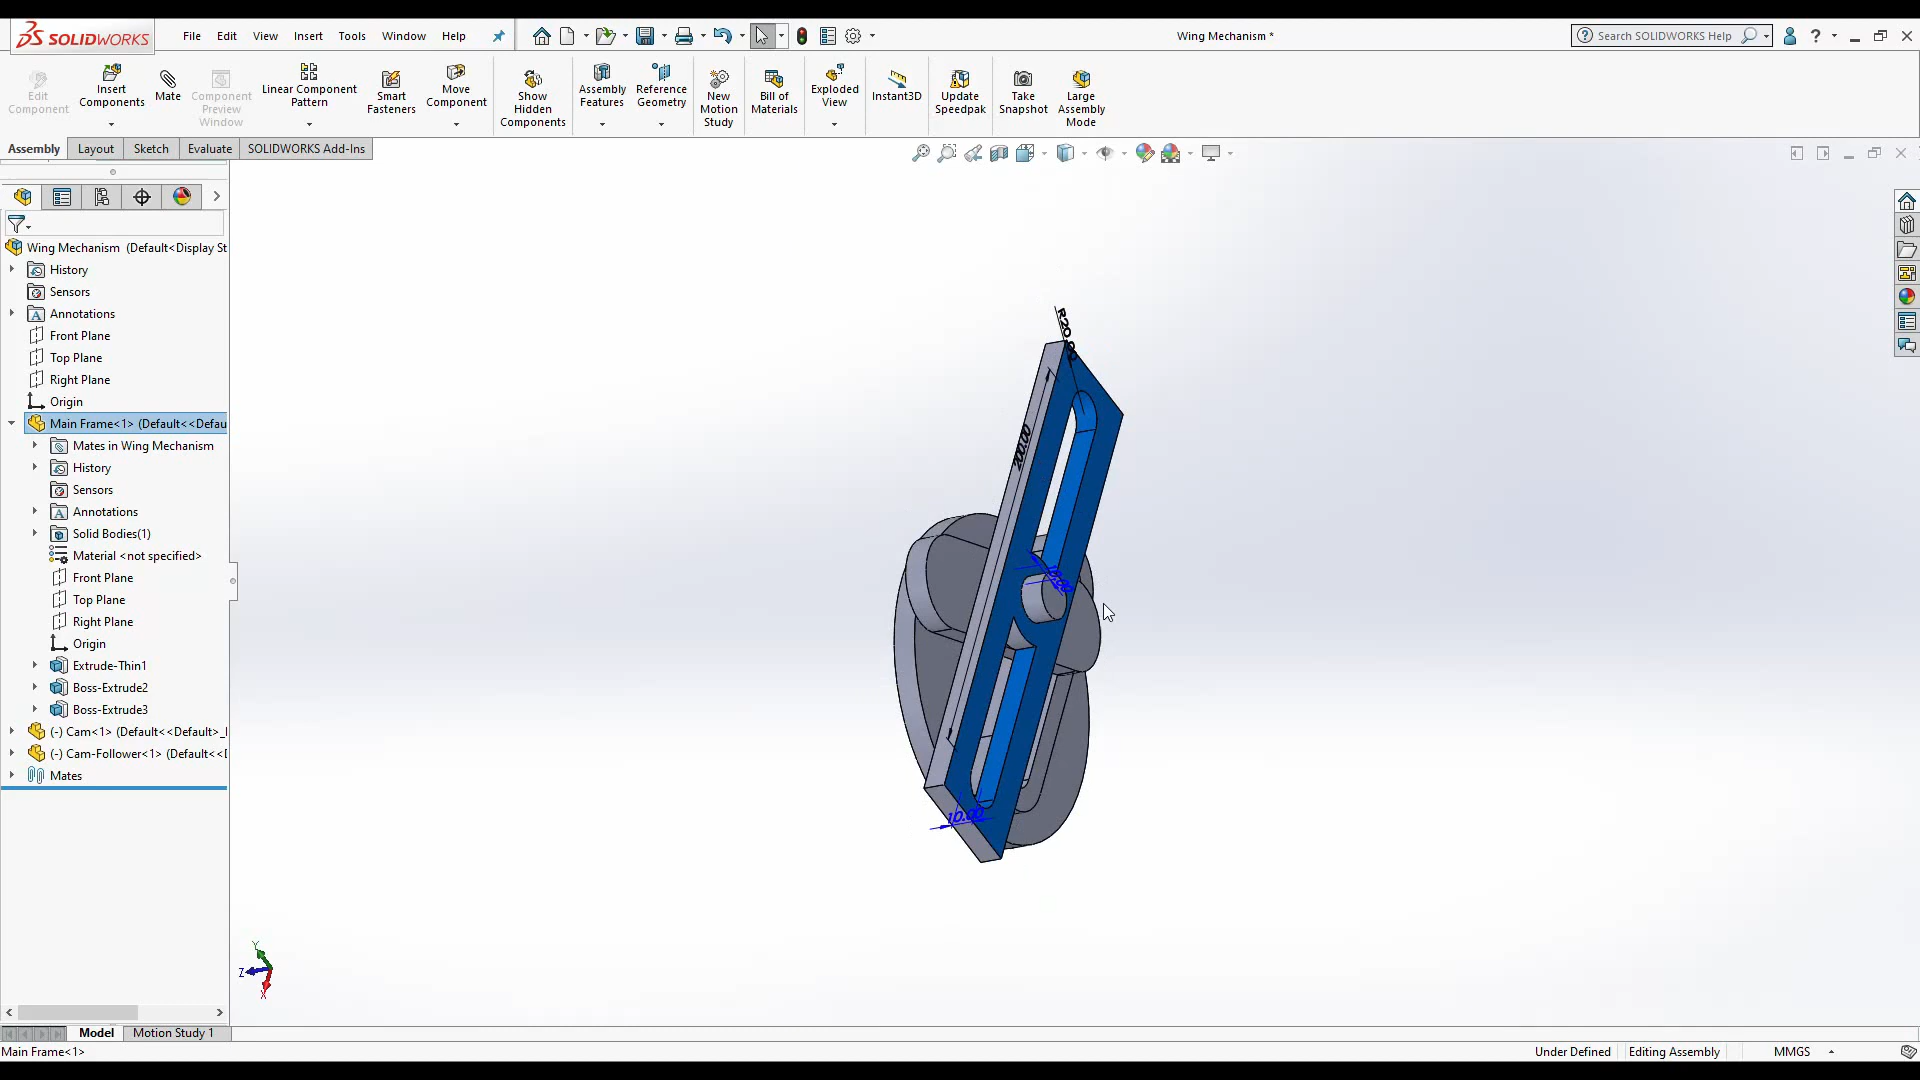 SOLIDWORKS
File Edit View Insert Tools Window Help
Wing Mechanism *
Search SOLIDWORKS Help
Edit Component
Insert Components
Mate
Component Preview Window
Linear Component Pattern
Smart Fasteners
Move Component
Show Hidden Components
Assembly Features
Reference Geometry
New Motion Study
Bill of Materials
Exploded View
Instant3D
Update Speedpak
Take Snapshot
Large Assembly Mode
Assembly Layout Sketch Evaluate SOLIDWORKS Add-Ins
Wing Mechanism (Default<Display St
History
Sensors
Annotations
Front Plane
Top Plane
Right Plane
Origin
Main Frame<1> (Default<<Defau
Mates in Wing Mechanism
History
Sensors
Annotations
Solid Bodies(1)
Material <not specified>
Front Plane
Top Plane
Right Plane
Origin
Extrude-Thin1
Boss-Extrude2
Boss-Extrude3
(-) Cam<1> (Default<<Default>_
(-) Cam-Follower<1> (Default<<
Mates
10.00
Y
Z
X
Model Motion Study 1
Main Frame<1>
Under Defined Editing Assembly MMGS